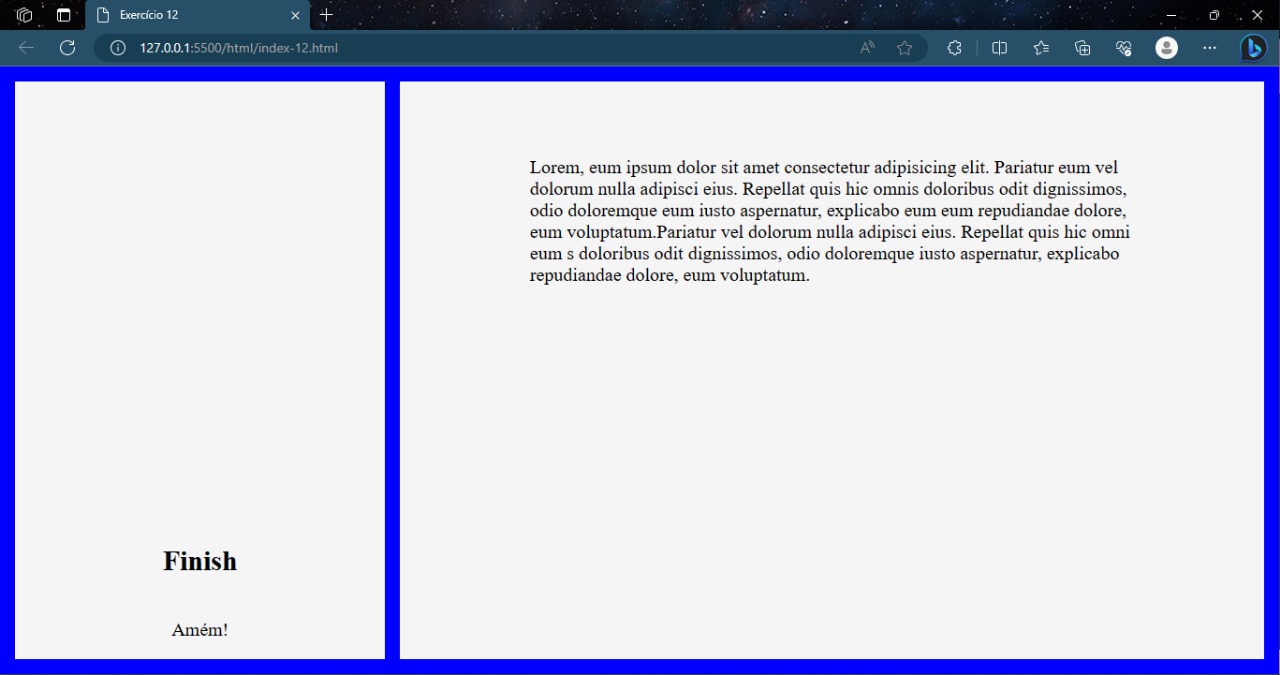 Exercício 12
127.0.0.1:5500/html/index-12.html
Lorem, eum ipsum dolor sit amet consectetur adipisicing elit. Pariatur eum vel
dolorum nulla adipisci eius. Repellat quis hic omnis doloribus odit dignissimos,
odio doloremque eum iusto aspernatur, explicabo eum eum repudiandae dolore,
eum voluptatum.Pariatur vel dolorum nulla adipisci eius. Repellat quis hic omni
eum s doloribus odit dignissimos, odio doloremque iusto aspernatur, explicabo
repudiandae dolore, eum voluptatum.
Finish
Amém!